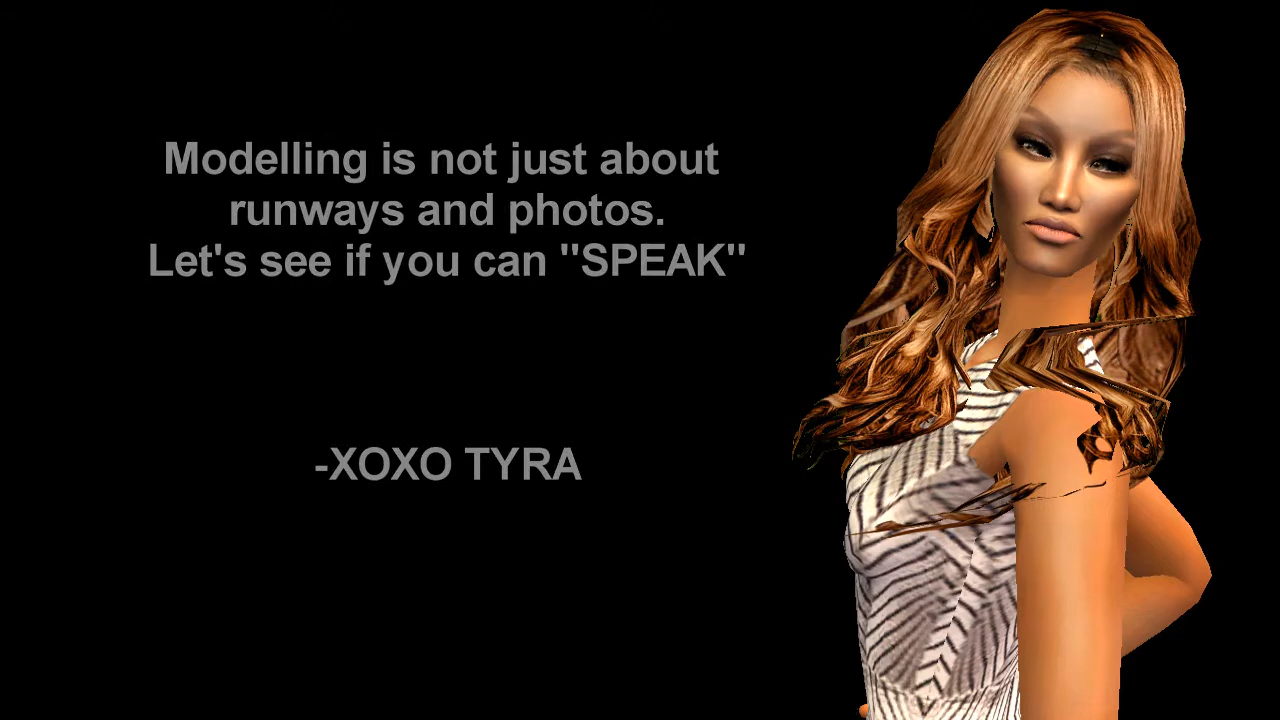 Modelling is not just about
runways and photos.
Let's see if you can "SPEAK"
-XOXO TYRA